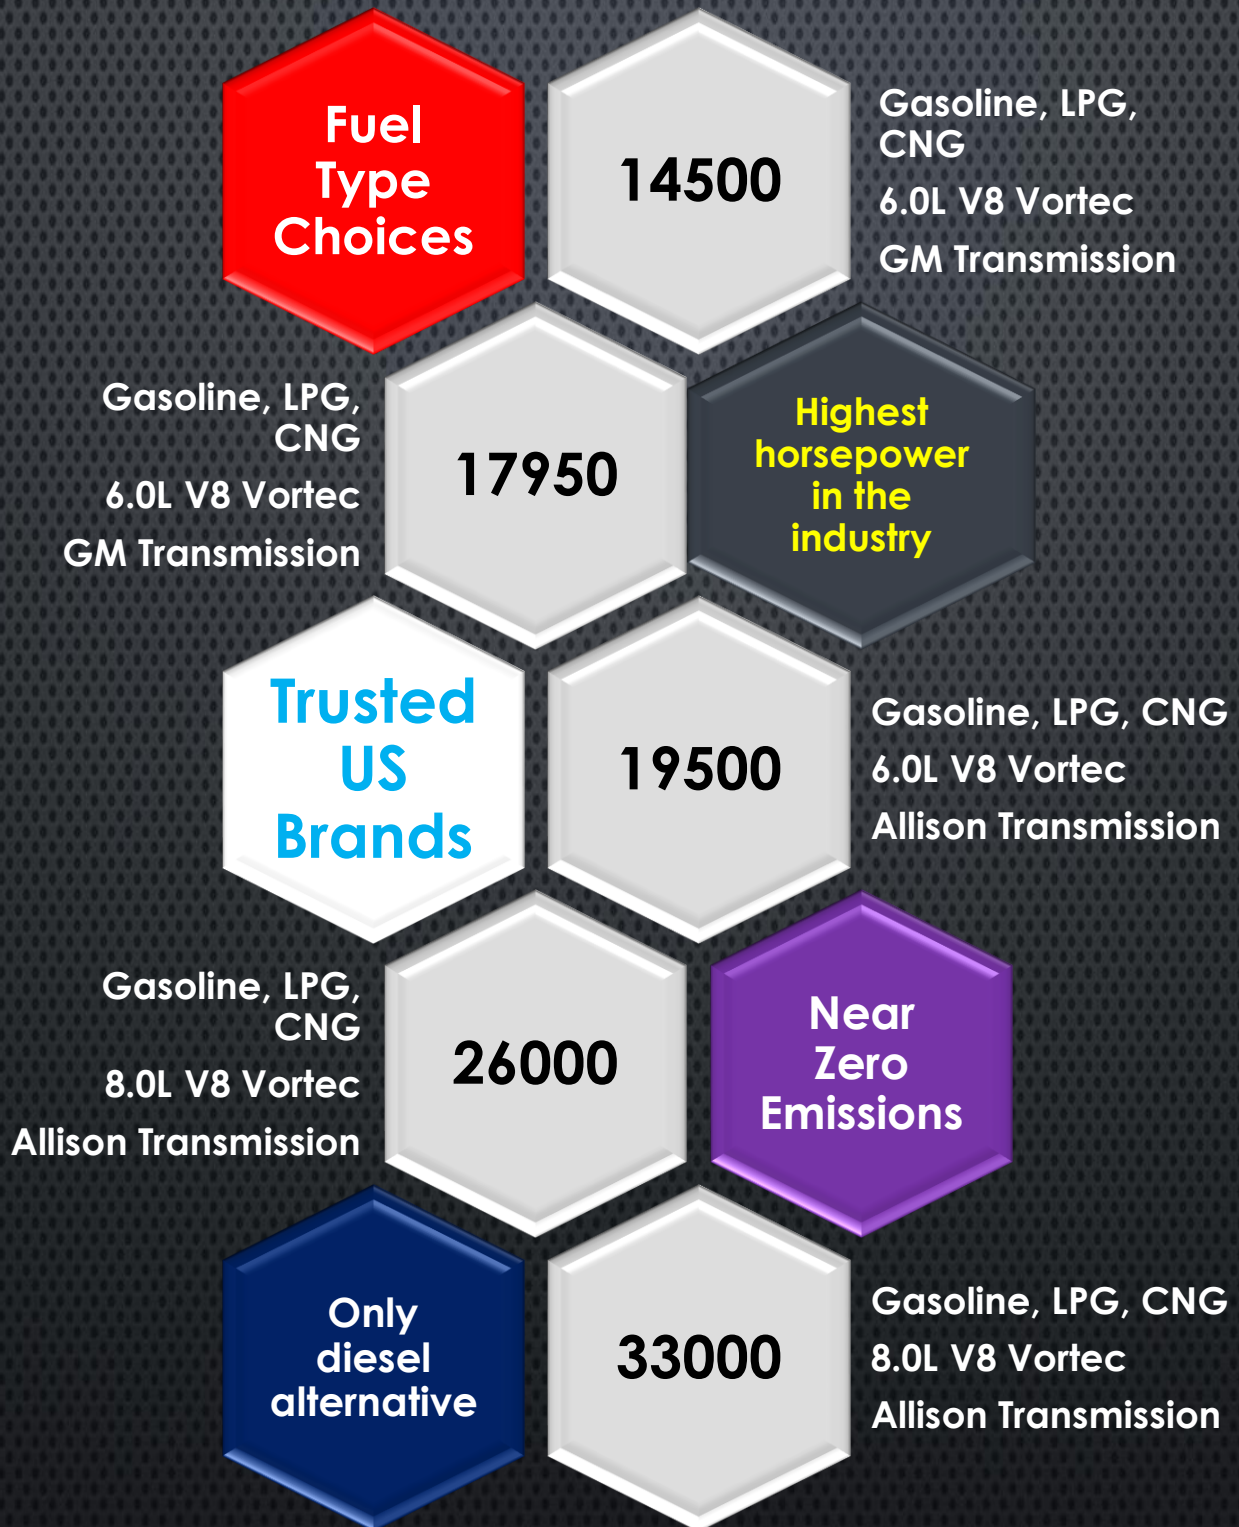 Fuel
Type
Choices
14500
Gasoline, LPG,
CNG
6.0L V8 Vortec
GM Transmission
Gasoline, LPG,
CNG
6.0L V8 Vortec
GM Transmission
17950
Highest
horsepower
in the
industry
Trusted
US
Brands
19500
Gasoline, LPG, CNG
6.0L V8 Vortec
Allison Transmission
Gasoline, LPG,
CNG
8.0L V8 Vortec
Allison Transmission
26000
Near
Zero
Emissions
Only
diesel
alternative
33000
Gasoline, LPG, CNG
8.0L V8 Vortec
Allison Transmission